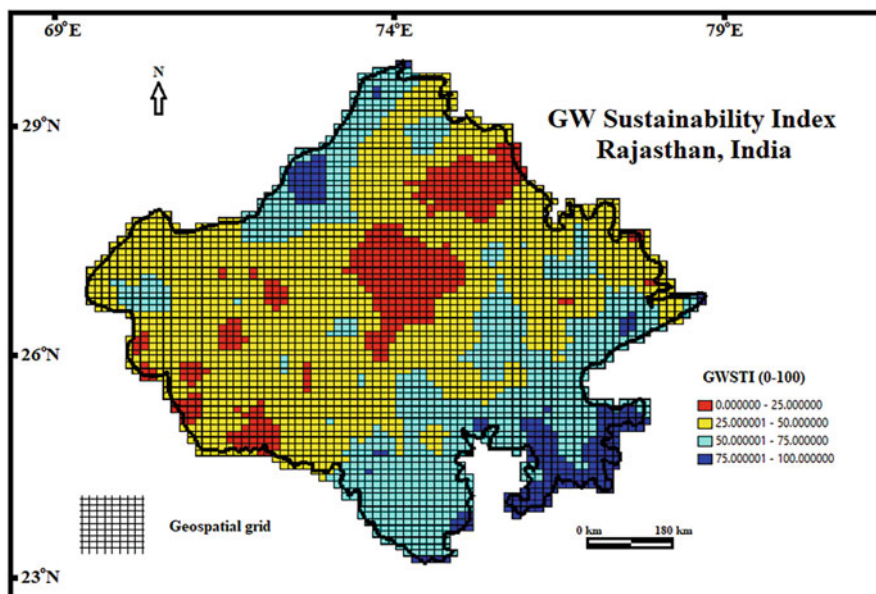 69°E
74°E
79°E
N
29°N
GW Sustainability Index
Rajasthan, India
26°N
GWSTI (0-100)
0.000000 - 25.000000
25.000001 - 50.000000
50.000001 - 75.000000
75.000001 - 100.000000
Geospatial grid
0 km 180 km
23°N